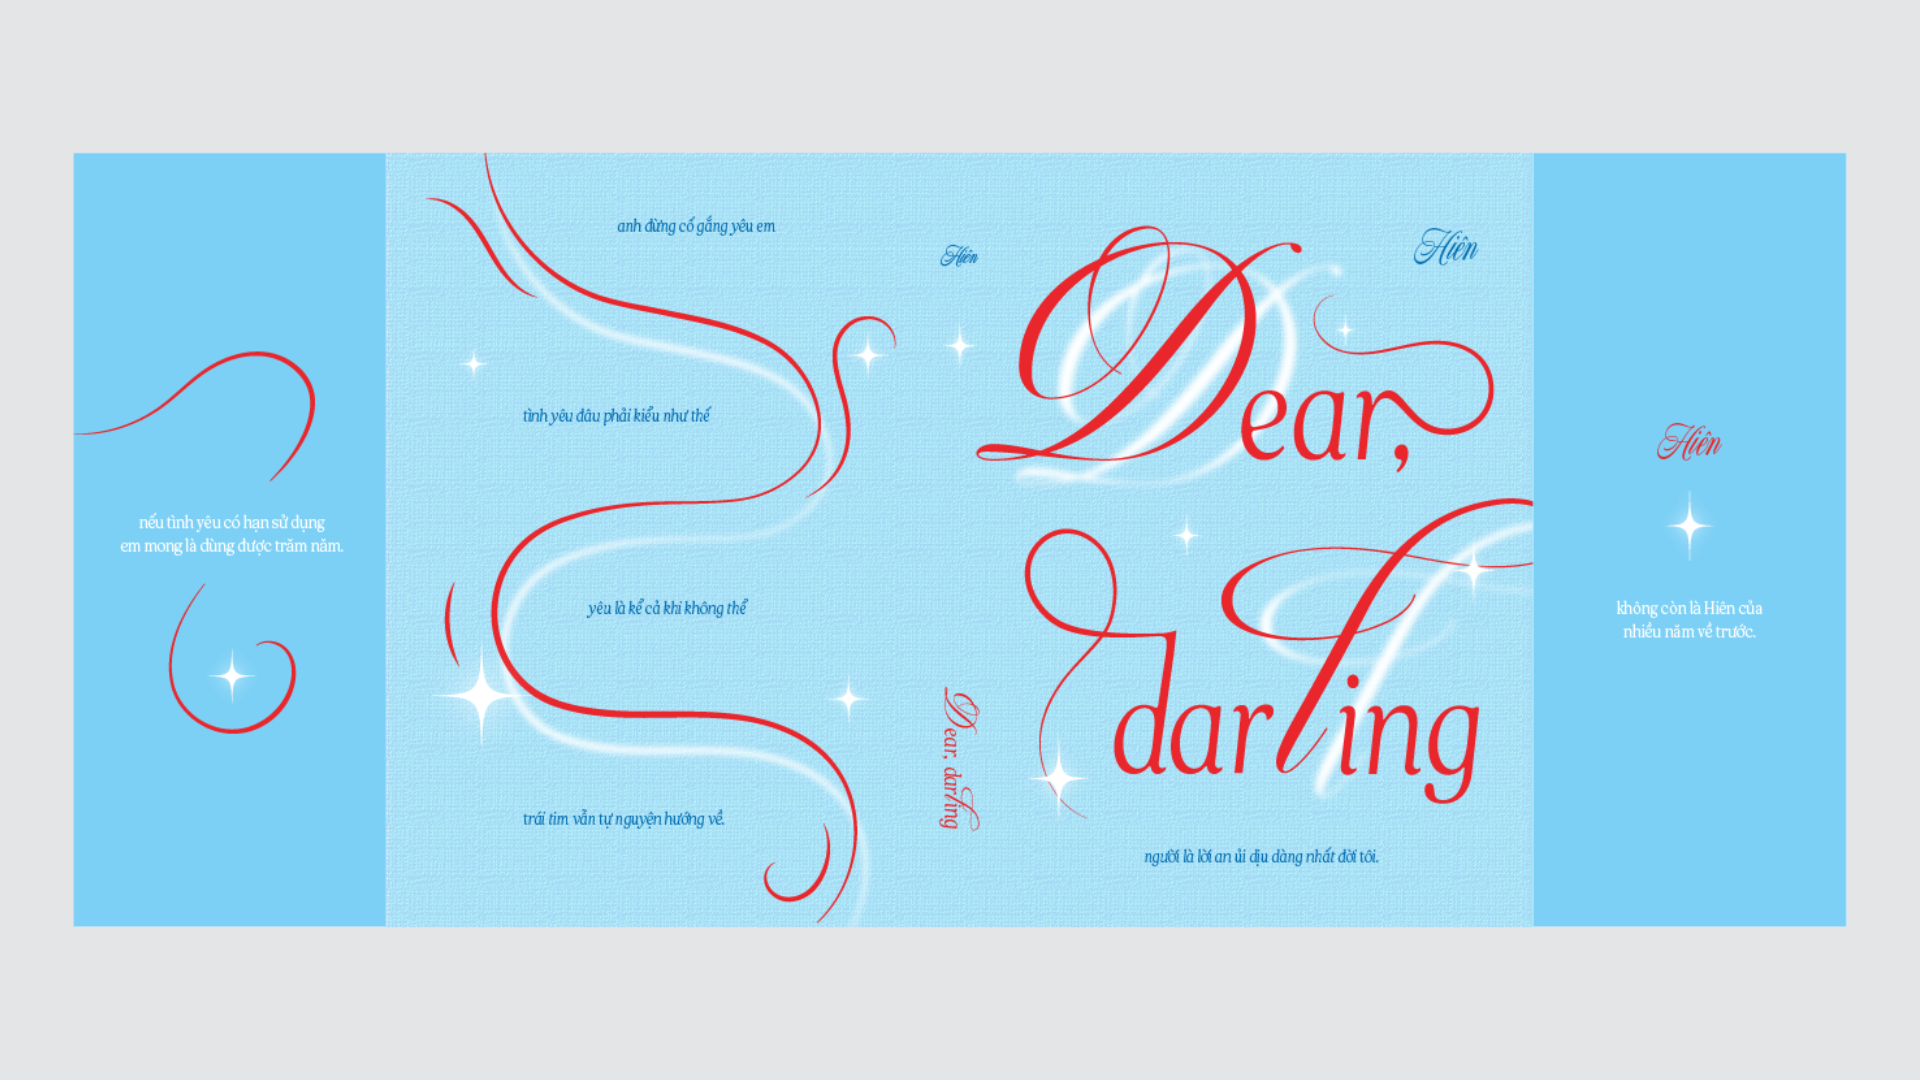 nếu tình yêu có hạn sử dụng
em mong là dùng được trăm năm.
anh đừng cố gắng yêu em
tình yêu đâu phải kiểu như thế
yêu là kể cả khi không thể
trái tim vẫn tự nguyện hướng về.
Hiên
Dear, darling
Hiên
Dear,
darling
người là lời an ủi dịu dàng nhất đời tôi.
Hiên
không còn là Hiên của
nhiều năm về trước.